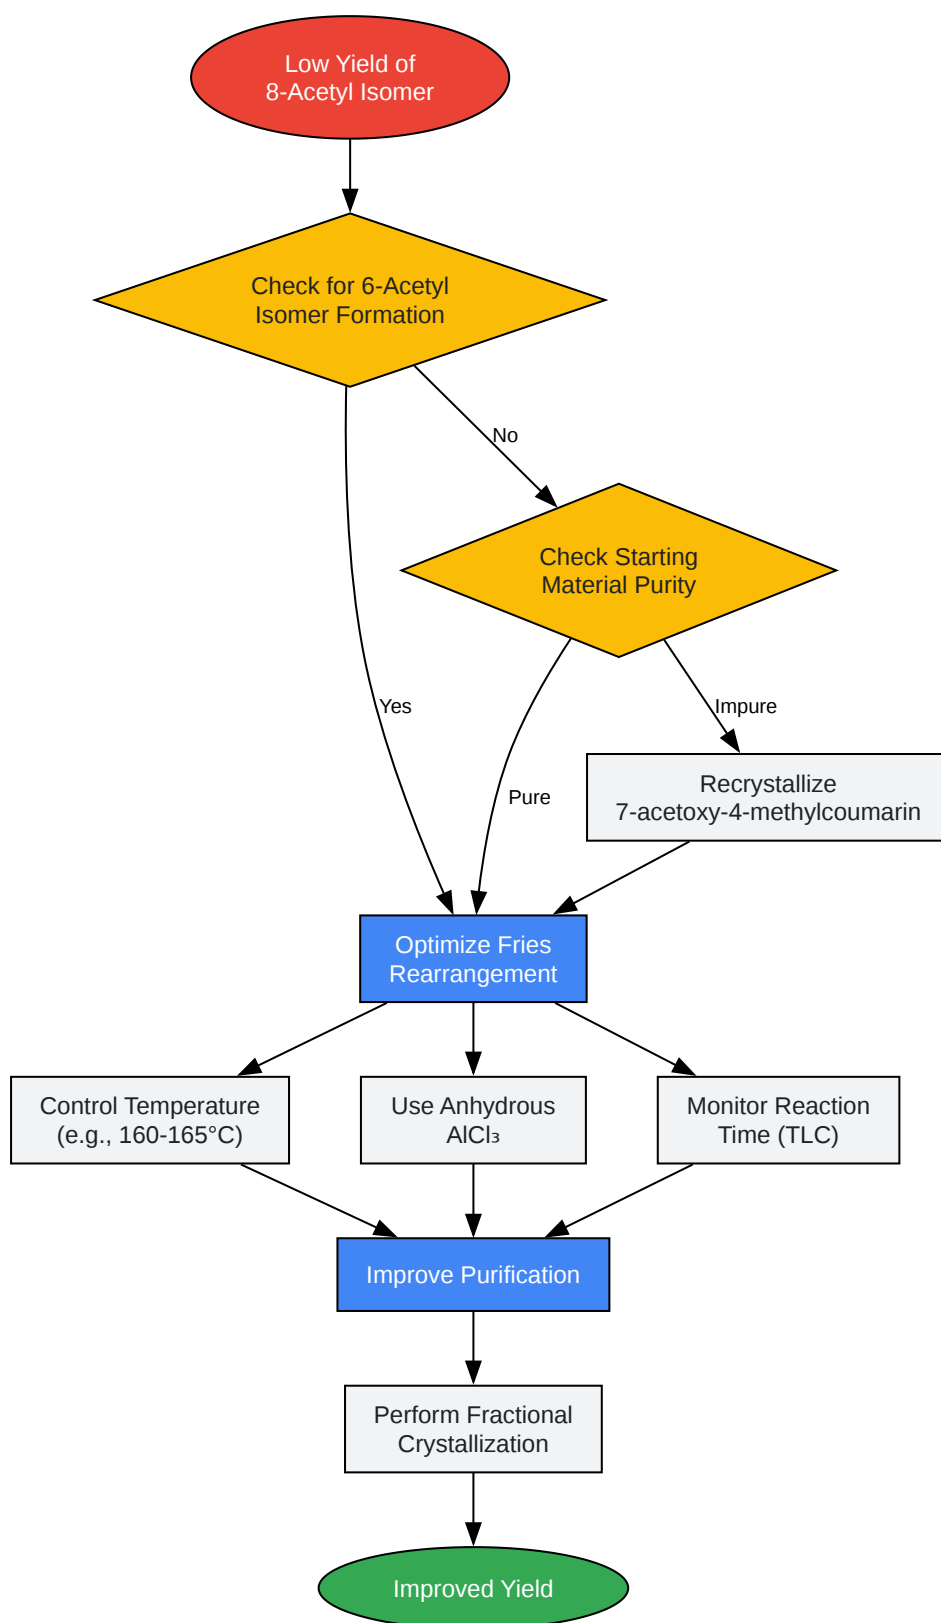 Low Yield of
8-Acetyl Isomer
Check for 6-Acetyl
Isomer Formation
No
Check Starting
Material Purity
Yes
Impure
Pure
Recrystallize
7-acetoxy-4-methylcoumarin
Optimize Fries
Rearrangement
Control Temperature
(e.g., 160-165°C)
Use Anhydrous
AlCl₃
Monitor Reaction
Time (TLC)
Improve Purification
Perform Fractional
Crystallization
Improved Yield